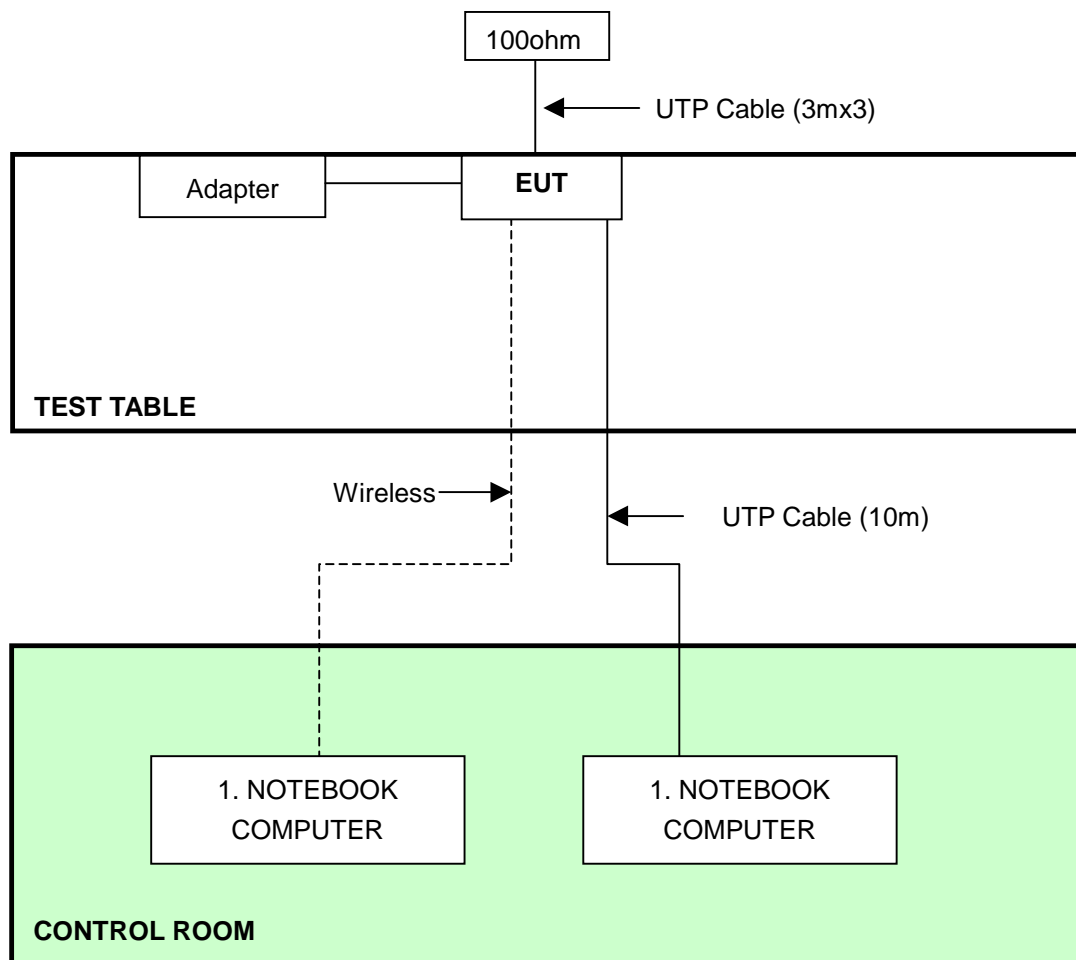 100ohm
UTP Cable (3mx3)
Adapter
EUT
TEST TABLE
Wireless
UTP Cable (10m)
1. NOTEBOOK
COMPUTER
1. NOTEBOOK
COMPUTER
CONTROL ROOM